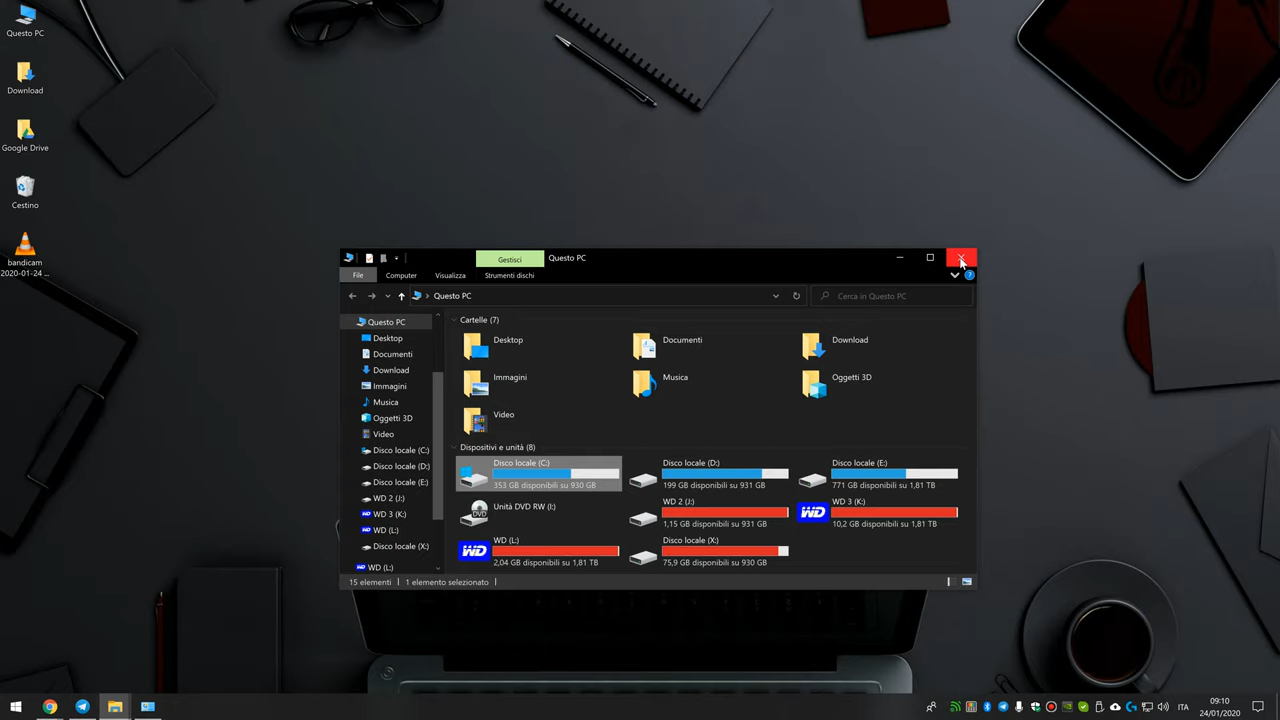 Questo PC
Download
Google Drive
Cestino
bandicam
2020-01-24 ...
Gestisci
Questo PC
File
Computer
Visualizza
Strumenti dischi
Questo PC
Cerca in Questo PC
Questo PC
Desktop
Documenti
Download
Immagini
Musica
Oggetti 3D
Video
Disco locale (C:)
Disco locale (D:)
Disco locale (E:)
WD 2 (J:)
WD 3 (K:)
WD (L:)
Disco locale (X:)
WD (L:)
Cartelle (7)
Desktop
Documenti
Download
Immagini
Musica
Oggetti 3D
Video
Dispositivi e unità (8)
Disco locale (C:)
353 GB disponibili su 930 GB
Disco locale (D:)
199 GB disponibili su 931 GB
Disco locale (E:)
771 GB disponibili su 1,81 TB
DVD
Unità DVD RW (I:)
WD 2 (J:)
1,15 GB disponibili su 931 GB
WD
WD 3 (K:)
10,2 GB disponibili su 1,81 TB
WD
WD (L:)
2,04 GB disponibili su 1,81 TB
Disco locale (X:)
75,9 GB disponibili su 930 GB
15 elementi
1 elemento selezionato
ITA
09:10
24/01/2020